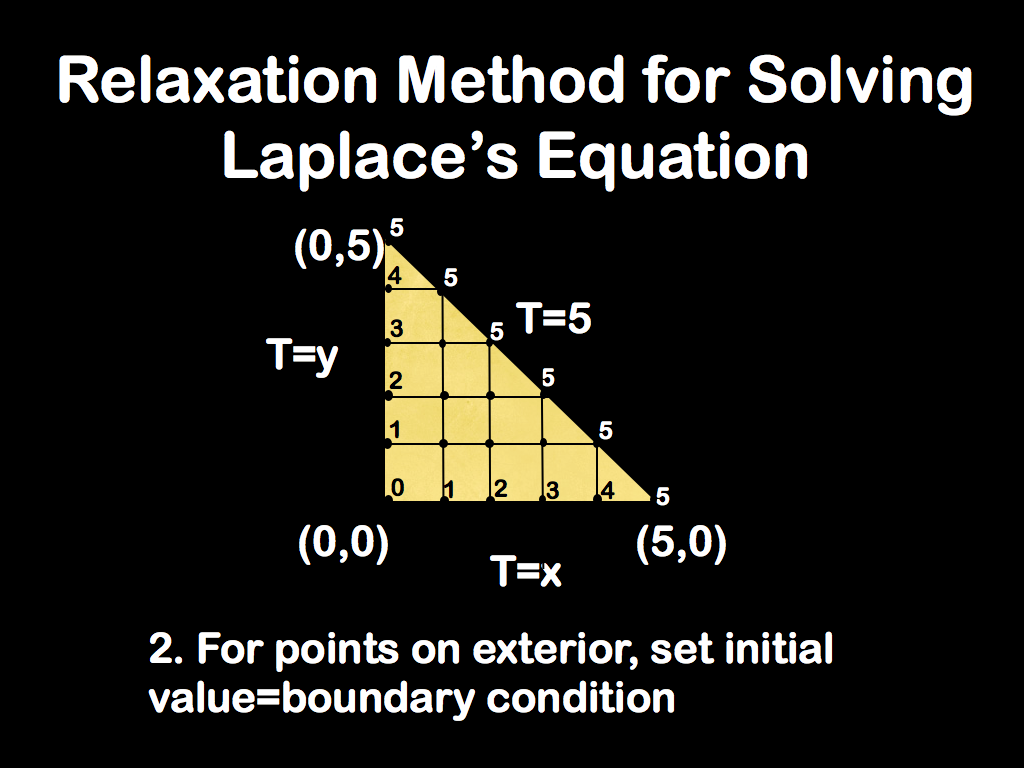 Relaxation Method for Solving
Laplace’s Equation
5
(0,5)
4 5
5 T=5
3
T=y
2 5
1 5
0 1 2 3 4 5
(0,0) (5,0)
T=x
2. For points on exterior, set initial
value=boundary condition